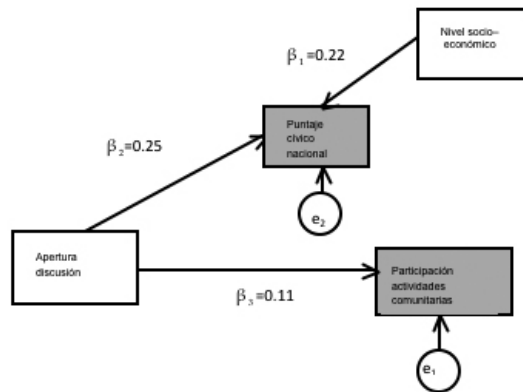 Nivel socio–
económico
β₁=0.22
Puntaje
cívico
nacional
β₂=0.25
e₂
Apertura
discusión
Participación
actividades
comunitarias
β₃=0.11
e₁